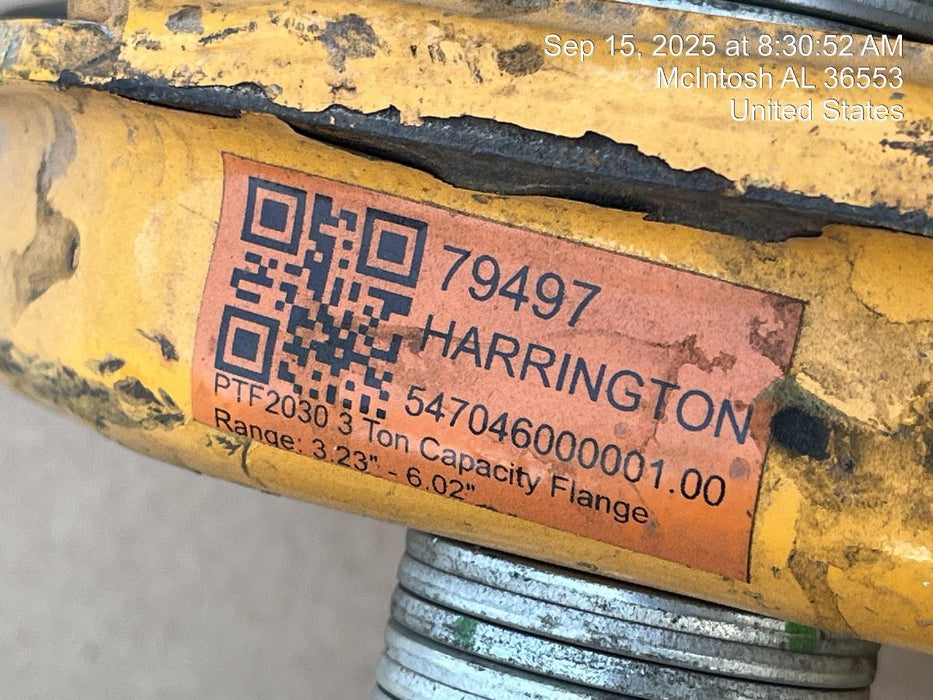 Sep 15, 2025 at 8:30:52 AM
McIntosh AL 36553
United States
79497
HARRINGTON
547046000001.00
PTF2030 3 Ton Capacity Flange
Range: 3.23" - 6.02"